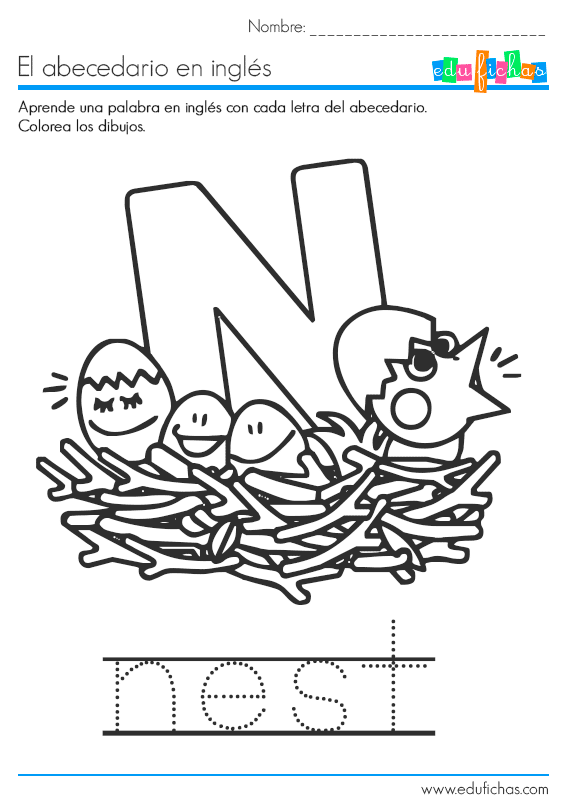 Nombre: ____________________________
El abecedario en inglés
edufichas
Aprende una palabra en inglés con cada letra del abecedario.
Colorea los dibujos.
N
nest
www.edufichas.com